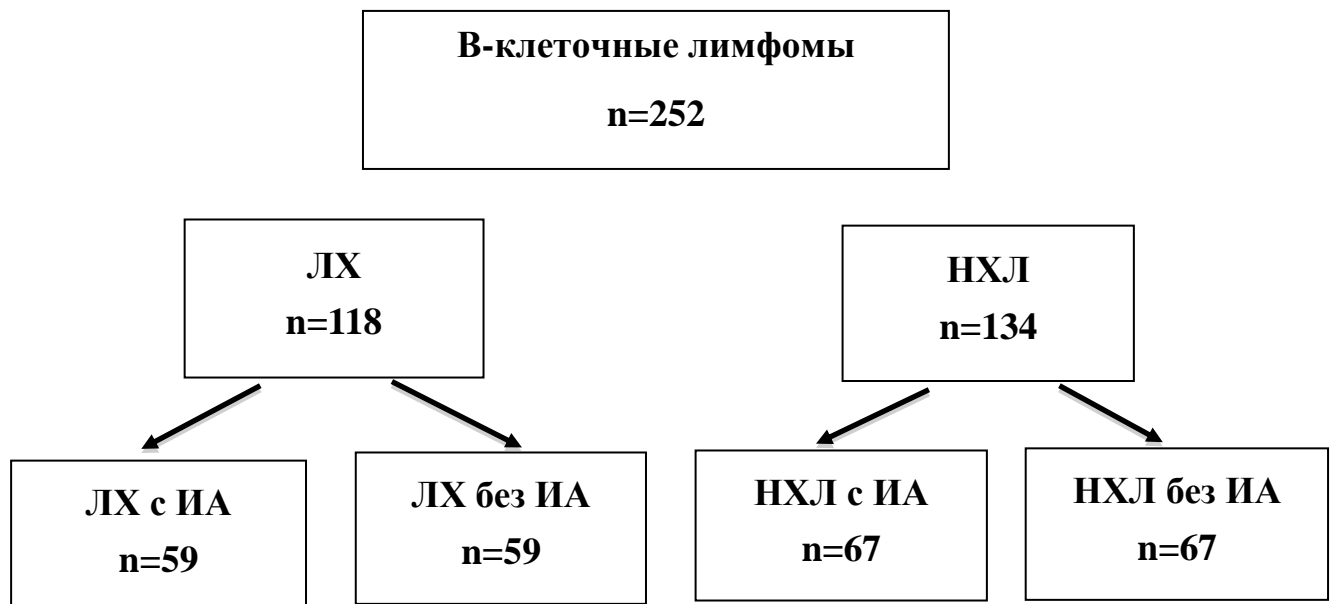 В-клеточные лимфомы
n=252
ЛХ
n=118
НХЛ
n=134
ЛХ с ИА
n=59
ЛХ без ИА
n=59
НХЛ с ИА
n=67
НХЛ без ИА
n=67